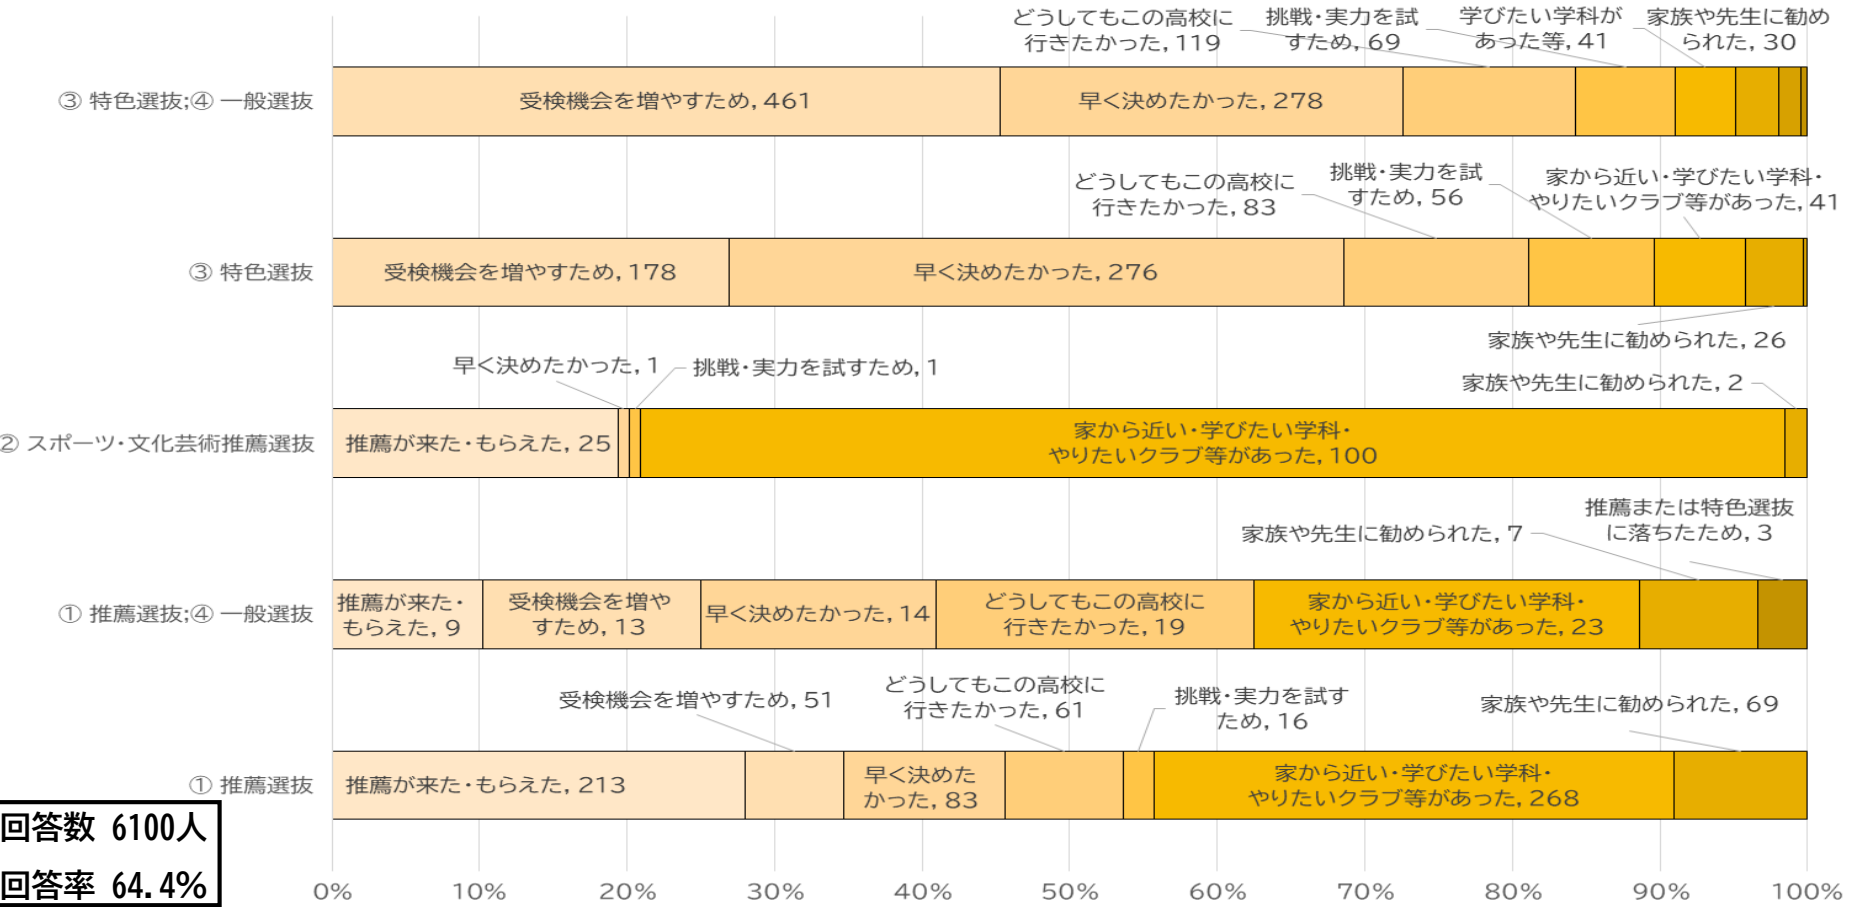 どうしてもこの高校に
行きたかった, 119
挑戦・実力を試
すため, 69
学びたい学科が
あった等, 41
家族や先生に勧め
られた, 30
③ 特色選抜;④ 一般選抜
受検機会を増やすため, 461
早く決めたかった, 278
どうしてもこの高校に
行きたかった, 83
挑戦・実力を試
すため, 56
家から近い・学びたい学科・
やりたいクラブ等があった, 41
③ 特色選抜
受検機会を増やすため, 178
早く決めたかった, 276
家族や先生に勧められた, 26
早く決めたかった, 1
挑戦・実力を試すため, 1
家族や先生に勧められた, 2
② スポーツ・文化芸術推薦選抜
推薦が来た・もらえた, 25
家から近い・学びたい学科・
やりたいクラブ等があった, 100
家族や先生に勧められた, 7
推薦または特色選抜
に落ちたため, 3
① 推薦選抜;④ 一般選抜
推薦が来た・
もらえた, 9
受検機会を増や
すため, 13
早く決めたかった, 14
どうしてもこの高校に
行きたかった, 19
家から近い・学びたい学科・
やりたいクラブ等があった, 23
受検機会を増やすため, 51
どうしてもこの高校に
行きたかった, 61
挑戦・実力を試す
ため, 16
家族や先生に勧められた, 69
① 推薦選抜
推薦が来た・もらえた, 213
早く決めた
かった, 83
家から近い・学びたい学科・
やりたいクラブ等があった, 268
回答数 6100人
回答率 64.4%
0% 10% 20% 30% 40% 50% 60% 70% 80% 90% 100%